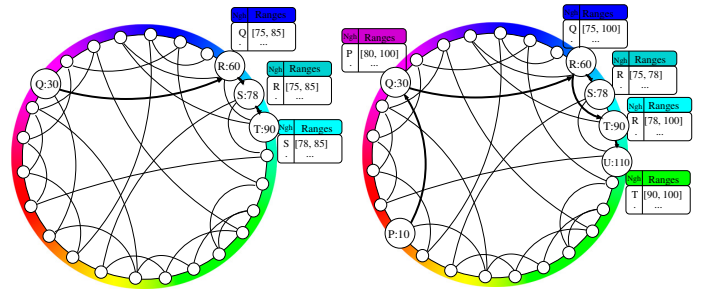 Ngh Ranges
Q [75, 85]
. ...
R:60
Q:30
S:78
Ngh Ranges
R [75, 85]
. ...
T:90
Ngh Ranges
S [78, 85]
. ...
Ngh Ranges
Q [75, 100]
. ...
Ngh Ranges
P [80, 100]
. ...
R:60
Q:30
Ngh Ranges
R [75, 78]
. ...
S:78
Ngh Ranges
R [78, 100]
. ...
T:90
U:110
Ngh Ranges
T [90, 100]
. ...
P:10